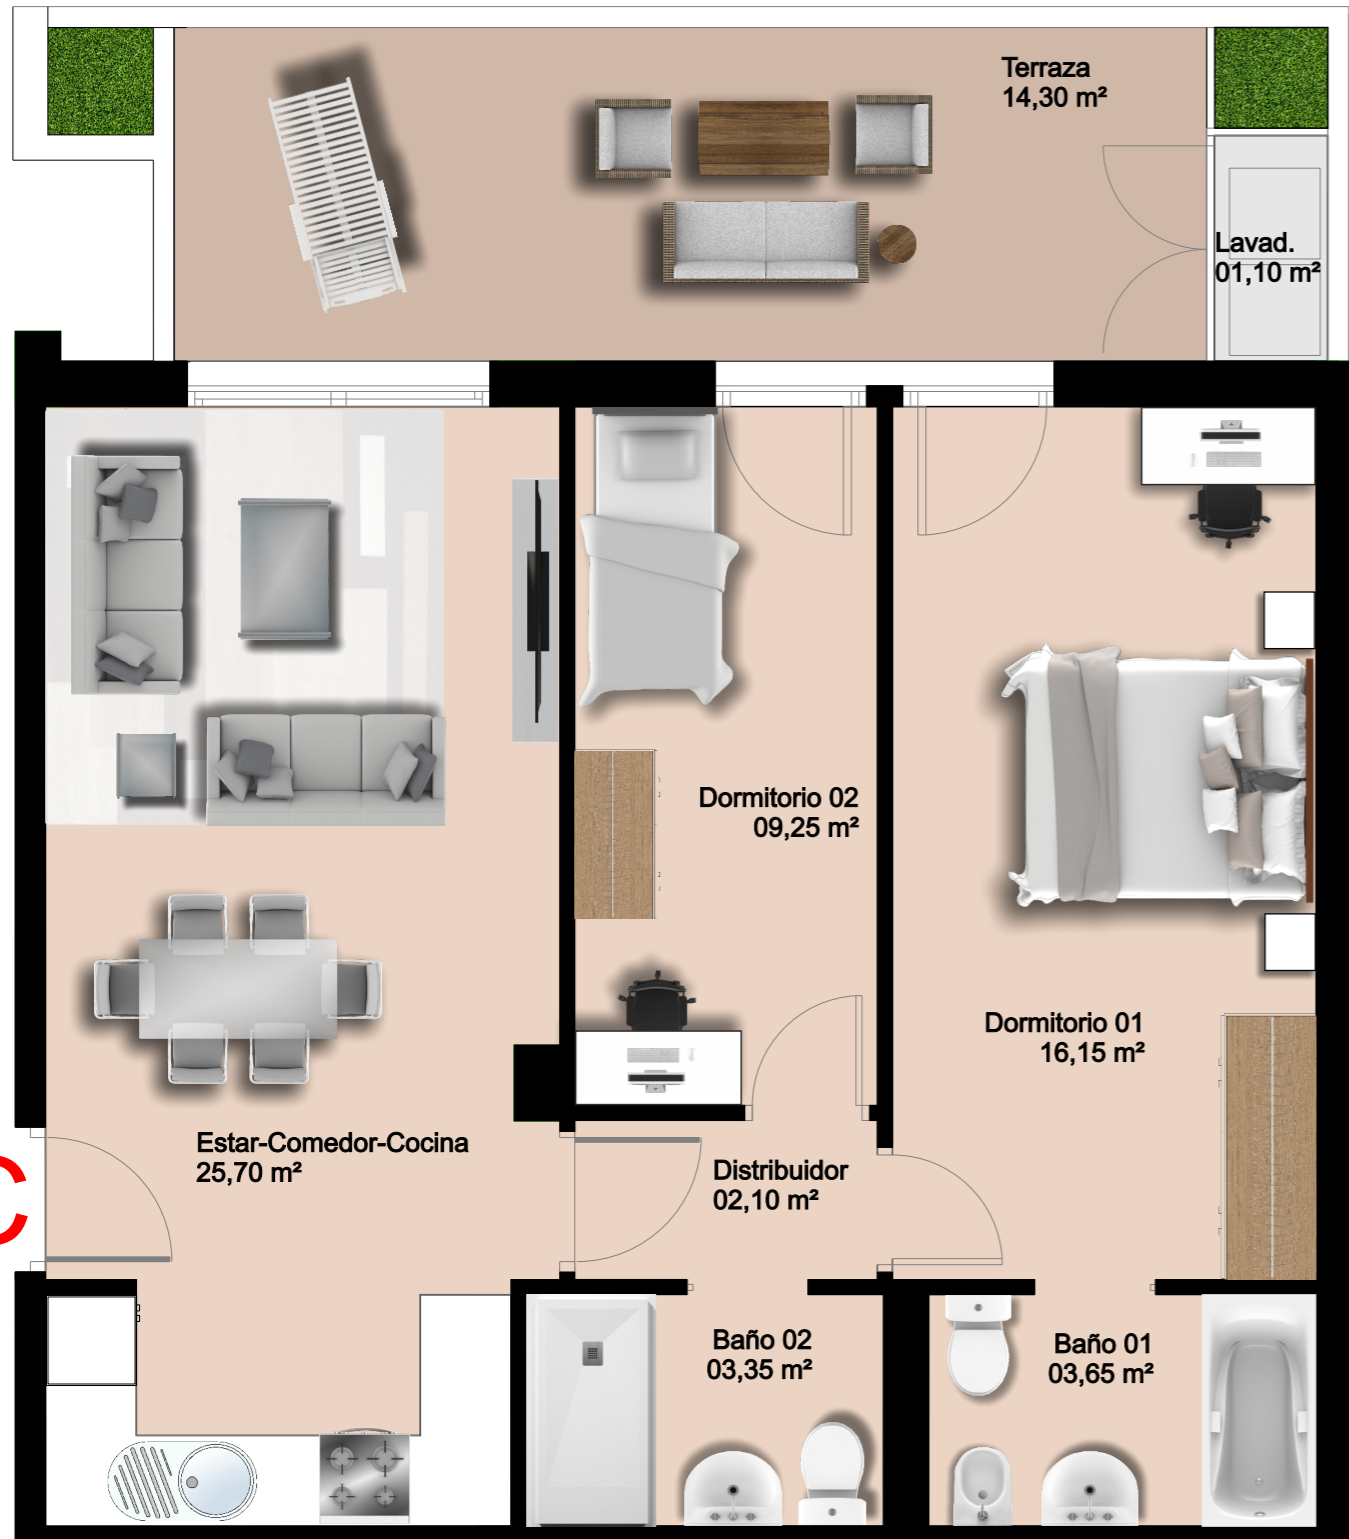 Terraza
14,30 m²
Lavad.
01,10 m²
Dormitorio 02
09,25 m²
Dormitorio 01
16,15 m²
Estar-Comedor-Cocina
25,70 m²
Distribuidor
02,10 m²
C
Baño 02
03,35 m²
Baño 01
03,65 m²